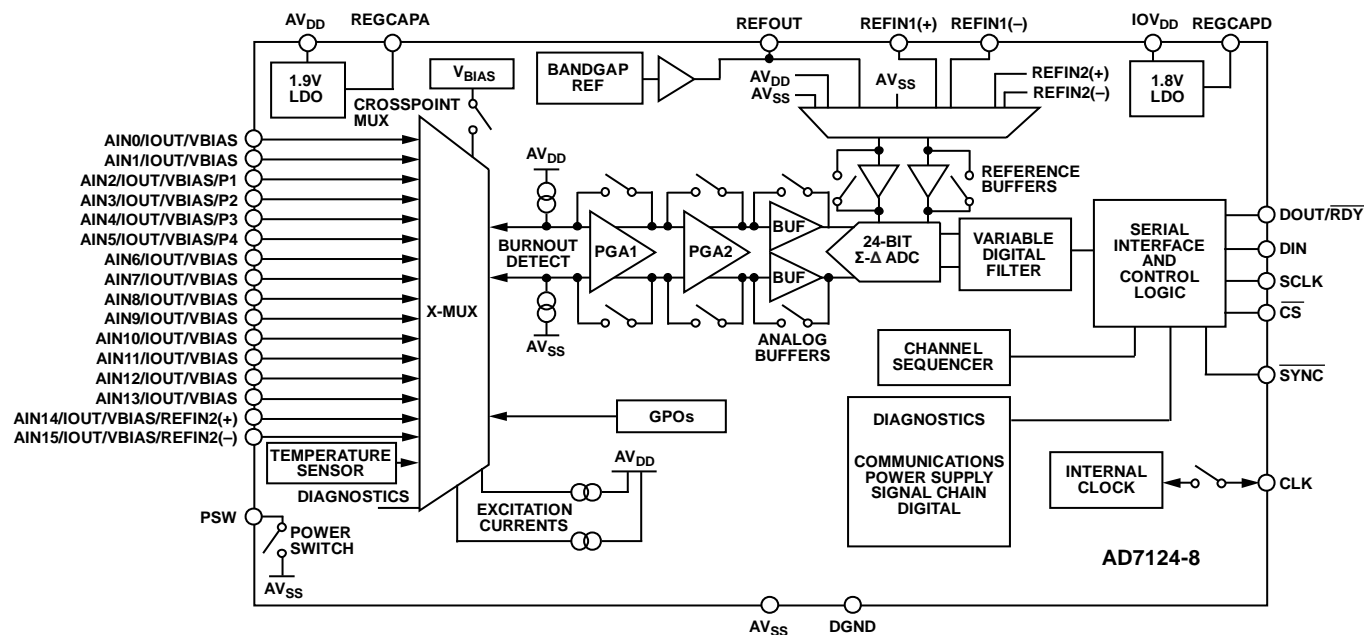 AVDD
REGCAPA
REFOUT
REFIN1(+)
REFIN1(–)
IOVDD
REGCAPD
1.9V
LDO
VBIAS
BANDGAP
REF
AVDD
AVSS
AVSS
REFIN2(+)
REFIN2(–)
1.8V
LDO
CROSSPOINT
MUX
AIN0/IOUT/VBIAS
AIN1/IOUT/VBIAS
AIN2/IOUT/VBIAS/P1
AIN3/IOUT/VBIAS/P2
AIN4/IOUT/VBIAS/P3
AIN5/IOUT/VBIAS/P4
AIN6/IOUT/VBIAS
AIN7/IOUT/VBIAS
AIN8/IOUT/VBIAS
AIN9/IOUT/VBIAS
AIN10/IOUT/VBIAS
AIN11/IOUT/VBIAS
AIN12/IOUT/VBIAS
AIN13/IOUT/VBIAS
AIN14/IOUT/VBIAS/REFIN2(+)
AIN15/IOUT/VBIAS/REFIN2(–)
X-MUX
AVDD
BURNOUT
DETECT
AVSS
PGA1
PGA2
BUF
BUF
ANALOG
BUFFERS
REFERENCE
BUFFERS
24-BIT
Σ-Δ ADC
VARIABLE
DIGITAL
FILTER
SERIAL
INTERFACE
AND
CONTROL
LOGIC
DOUT/RDY
DIN
SCLK
CS
SYNC
CHANNEL
SEQUENCER
GPOs
DIAGNOSTICS
COMMUNICATIONS
POWER SUPPLY
SIGNAL CHAIN
DIGITAL
TEMPERATURE
SENSOR
DIAGNOSTICS
AVDD
EXCITATION
CURRENTS
INTERNAL
CLOCK
CLK
PSW
POWER
SWITCH
AVSS
AD7124-8
AVSS
DGND